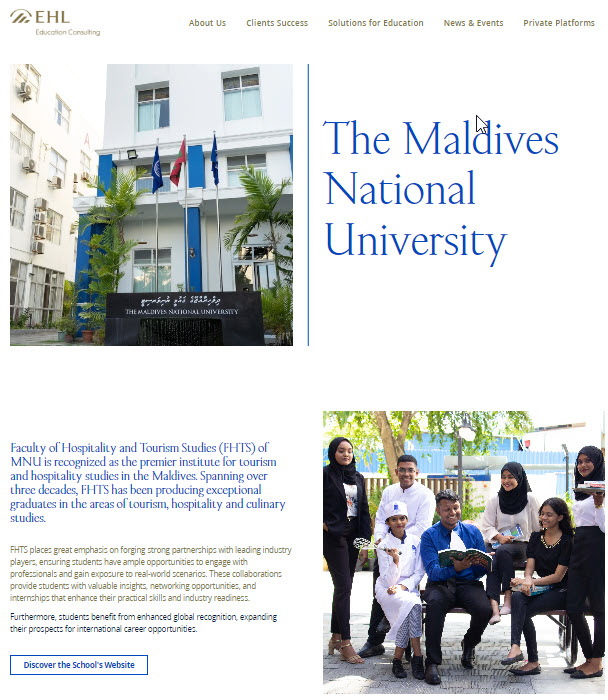 EHL
Education Consulting
About Us
Clients Success
Solutions for Education
News & Events
Private Platforms
The Maldives
National
University
ދިވެހިރާއްޖޭގެ ޤައުމީ ޔުނިވަރސިޓީ
THE MALDIVES NATIONAL UNIVERSITY
Faculty of Hospitality and Tourism Studies (FHTS) of
MNU is recognized as the premier institute for tourism
and hospitality studies in the Maldives. Spanning over
three decades, FHTS has been producing exceptional
graduates in the areas of tourism, hospitality and culinary
studies.
FHTS places great emphasis on forging strong partnerships with leading industry
players, ensuring students have ample opportunities to engage with
professionals and gain exposure to real-world scenarios. These collaborations
provide students with valuable insights, networking opportunities, and
internships that enhance their practical skills and industry readiness.
Furthermore, students benefit from enhanced global recognition, expanding
their prospects for international career opportunities.
Discover the School's Website